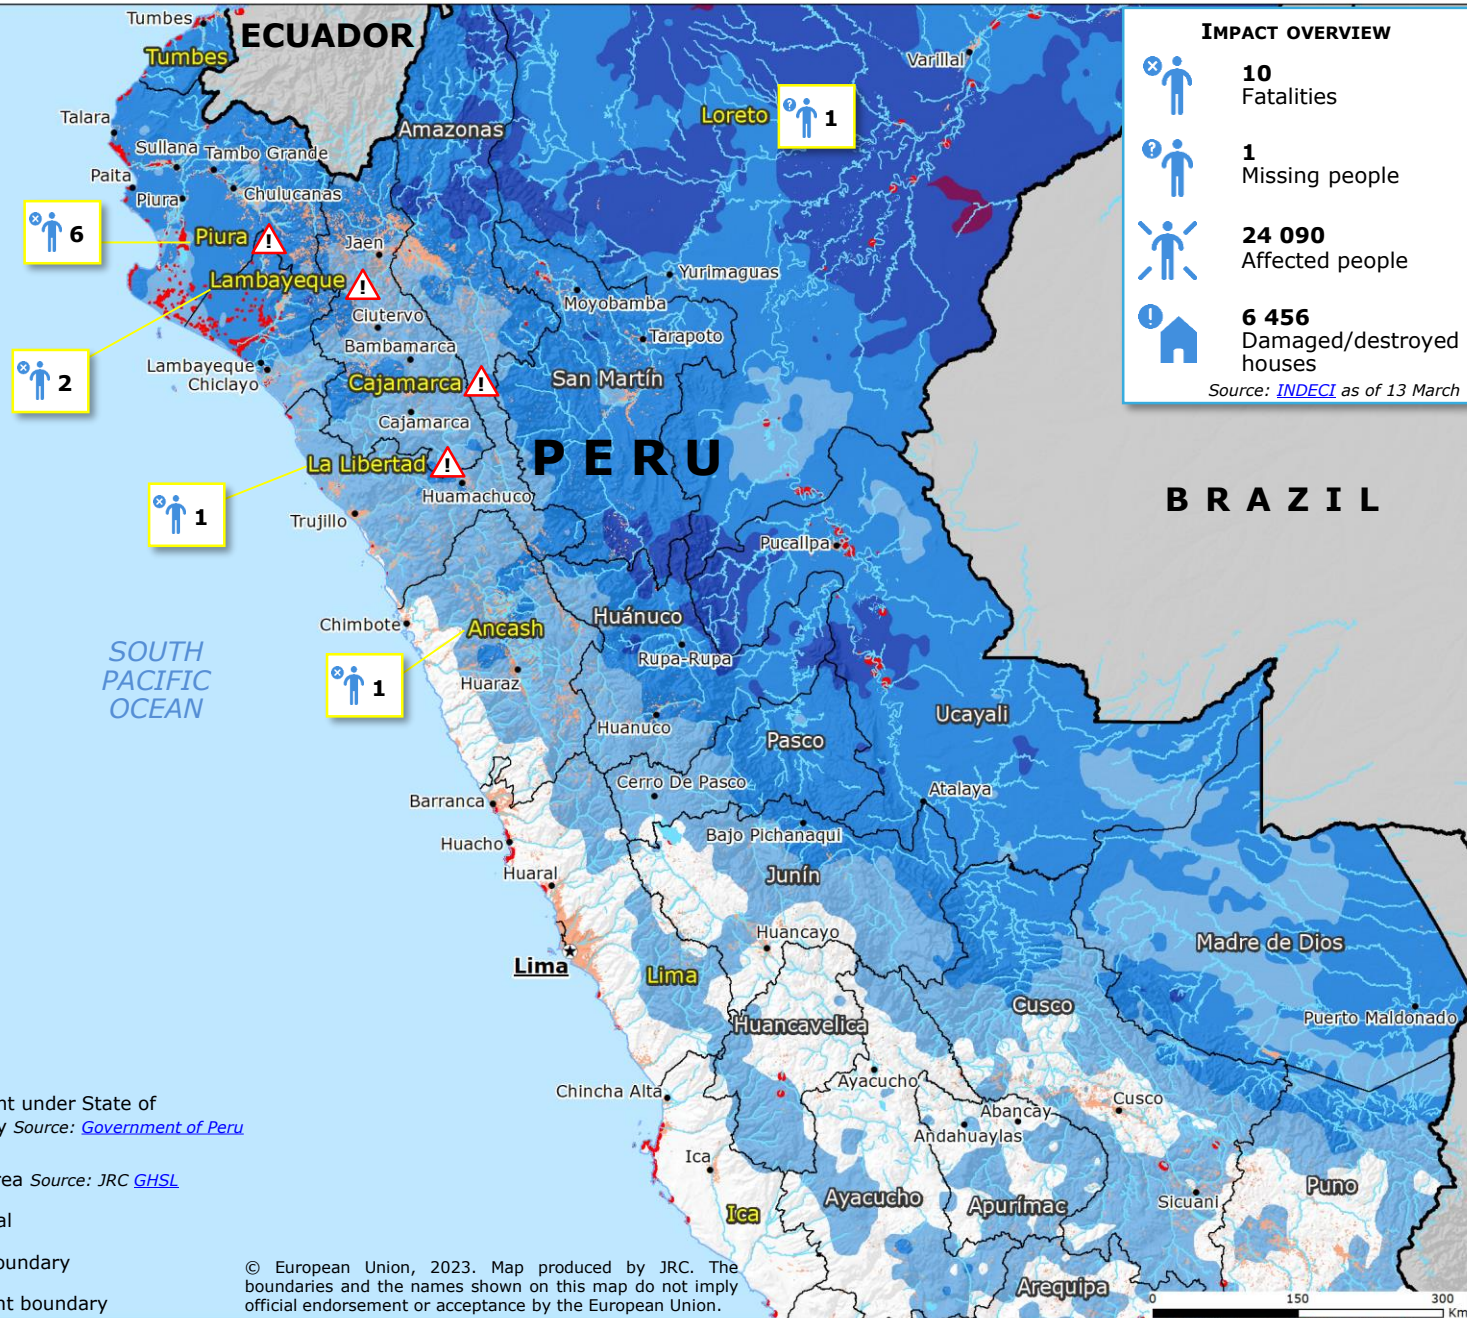 Tumbes
ECUADOR
Tumbes
Varillal
IMPACT OVERVIEW
10
Fatalities
1
Missing people
24 090
Affected people
6 456
Damaged/destroyed
houses
Source: INDECI as of 13 March
Loreto
1
Talara
Amazonas
Sullana
Tambo Grande
Paita
Chulucanas
Piura
6
Piura
!
Jaen
Lambayeque
!
Yurimaguas
Moyobamba
Ciutervo
Tarapoto
Bambamarca
Lambayeque
Chiclayo
2
Cajamarca
!
San Martín
Cajamarca
PERU
La Libertad
!
Huamachuco
BRAZIL
1
Trujillo
Pucallpa
Chimbote
Ancash
Huánuco
Rupa-Rupa
SOUTH
PACIFIC
OCEAN
1
Huaraz
Huanuco
Ucayali
Pasco
Cerro De Pasco
Atalaya
Barranca
Bajo Pichanaqui
Huacho
Junín
Huaral
Huancayo
Madre de Dios
Lima
Lima
Cusco
Huancavelica
Puerto Maldonado
Chincha Alta
Ayacucho
Abancay
Cusco
Andahuaylas
Ica
Ayacucho
Apurímac
Sicuani
Puno
Ica
Arequipa
nt under State of
y Source: Government of Peru
rea Source: JRC GHSL
al
oundary
nt boundary
© European Union, 2023. Map produced by JRC. The
boundaries and the names shown on this map do not imply
official endorsement or acceptance by the European Union.
0 150 300
Km